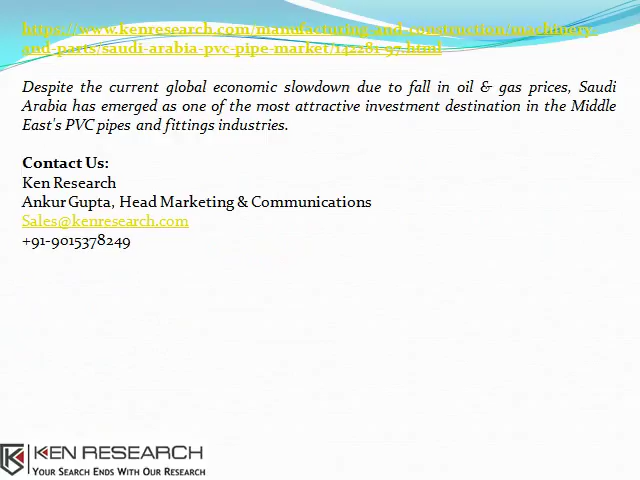 https://www.kenresearch.com/manufacturing-and-construction/machinery-
and-parts/saudi-arabia-pvc-pipe-market/142281-97.html
Despite the current global economic slowdown due to fall in oil & gas prices, Saudi
Arabia has emerged as one of the most attractive investment destination in the Middle
East's PVC pipes and fittings industries.
Contact Us:
Ken Research
Ankur Gupta, Head Marketing & Communications
Sales@kenresearch.com
+91-9015378249
KEN RESEARCH
YOUR SEARCH ENDS WITH OUR RESEARCH